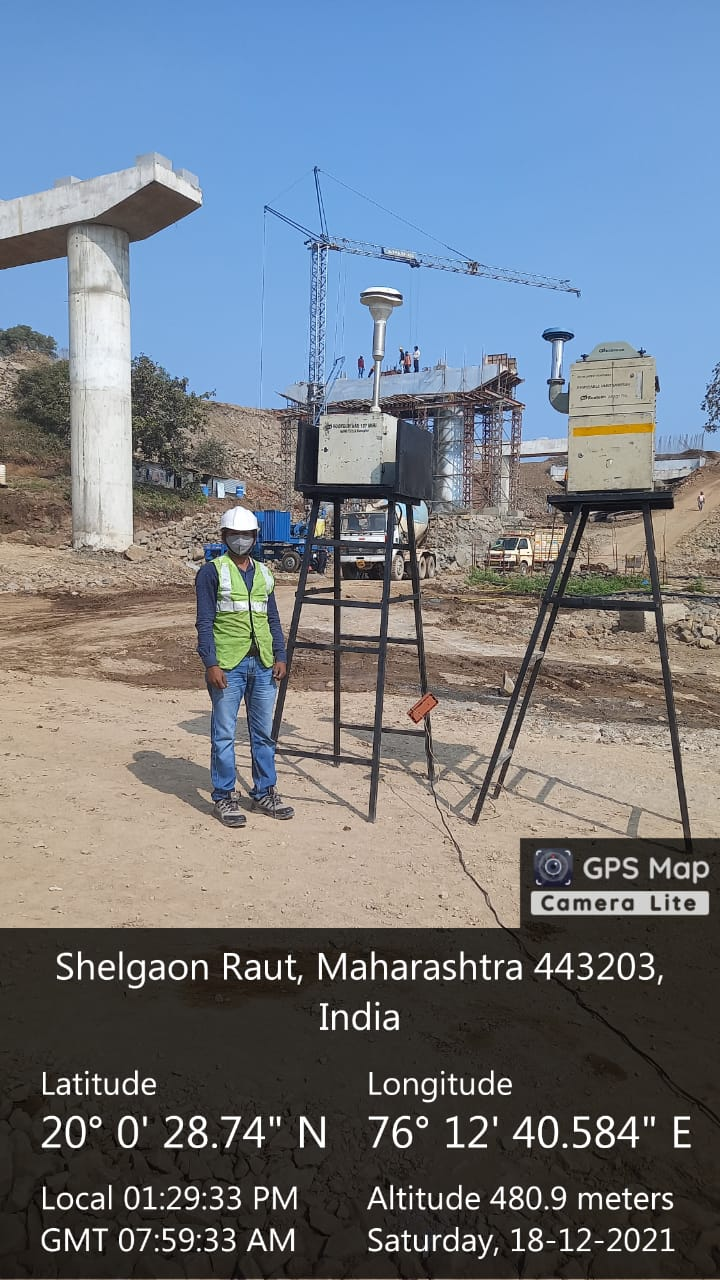 GPS Map
Camera Lite
Shelgaon Raut, Maharashtra 443203,
India
Latitude
Longitude
20° 0' 28.74" N
76° 12' 40.584" E
Local 01:29:33 PM
Altitude 480.9 meters
GMT 07:59:33 AM
Saturday, 18-12-2021